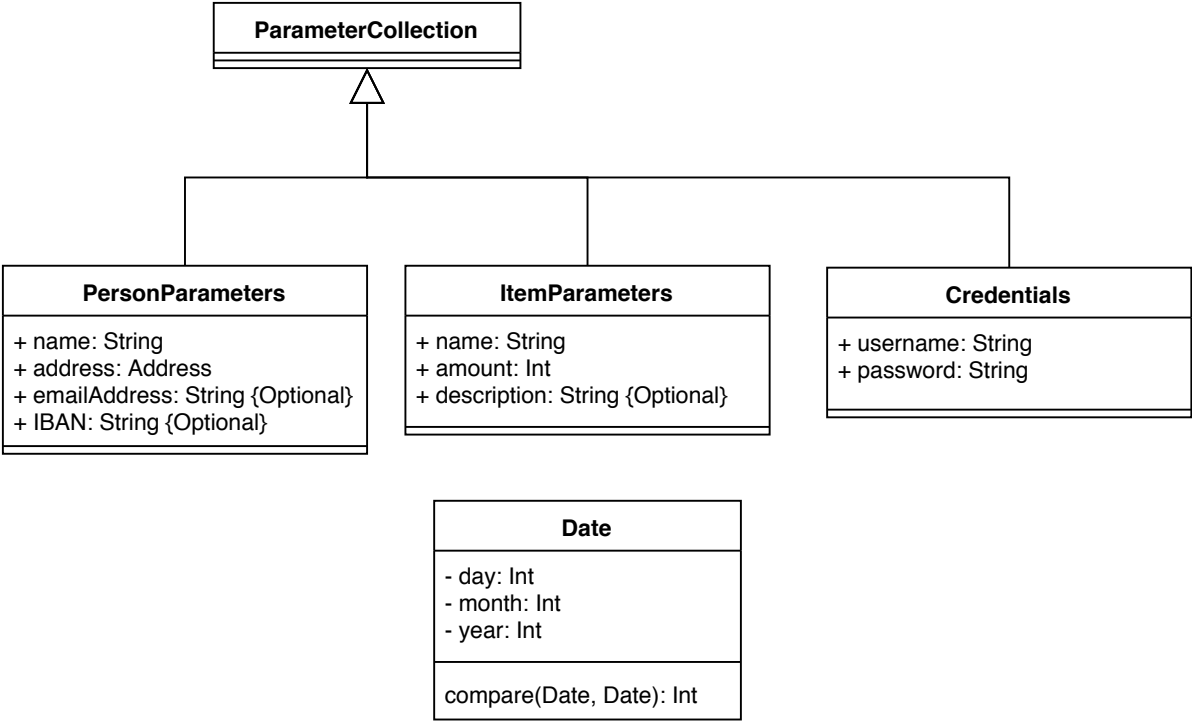 ParameterCollection
PersonParameters
+ name: String
+ address: Address
+ emailAddress: String {Optional}
+ IBAN: String {Optional}
ItemParameters
+ name: String
+ amount: Int
+ description: String {Optional}
Credentials
+ username: String
+ password: String
Date
- day: Int
- month: Int
- year: Int
compare(Date, Date): Int